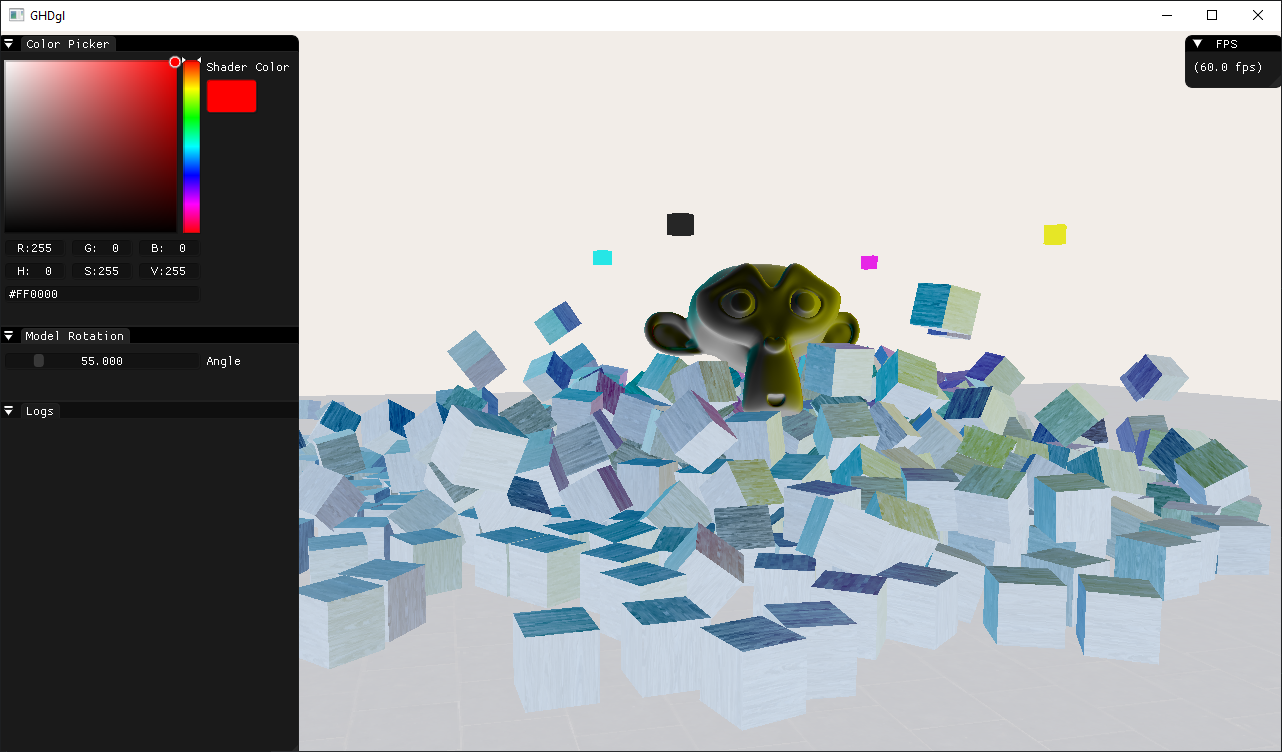 GHDgl
Color Picker
Shader Color
R:255 G: 0 B: 0
H: 0 S:255 V:255
#FF0000
Model Rotation
55.000 Angle
Logs
FPS
(60.0 fps)